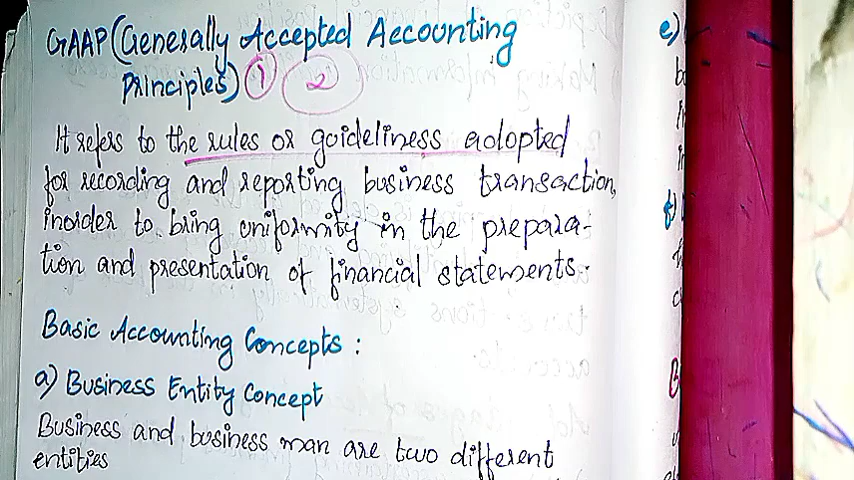 GAAP(Generally Accepted Accounting
Principles) 1 2
It refers to the rules or guideliness adopted
for recording and reporting business transaction,
inorder to bring uniformity in the prepara-
tion and presentation of financial statements.
Basic Accounting Concepts :
a) Business Entity Concept
Business and business man are two different
entities
e)
f)